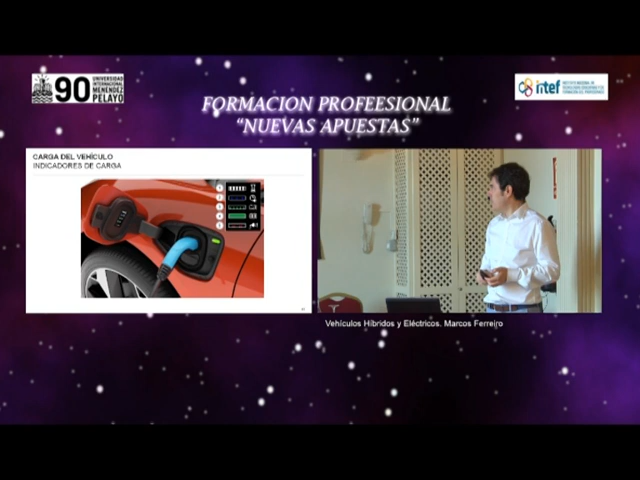 90
UNIVERSIDAD
INTERNACIONAL
MENÉNDEZ
PELAYO
FORMACION PROFEESIONAL
“NUEVAS APUESTAS”
intef
CARGA DEL VEHÍCULO
INDICADORES DE CARGA
Vehículos Híbridos y Eléctricos. Marcos Ferreiro